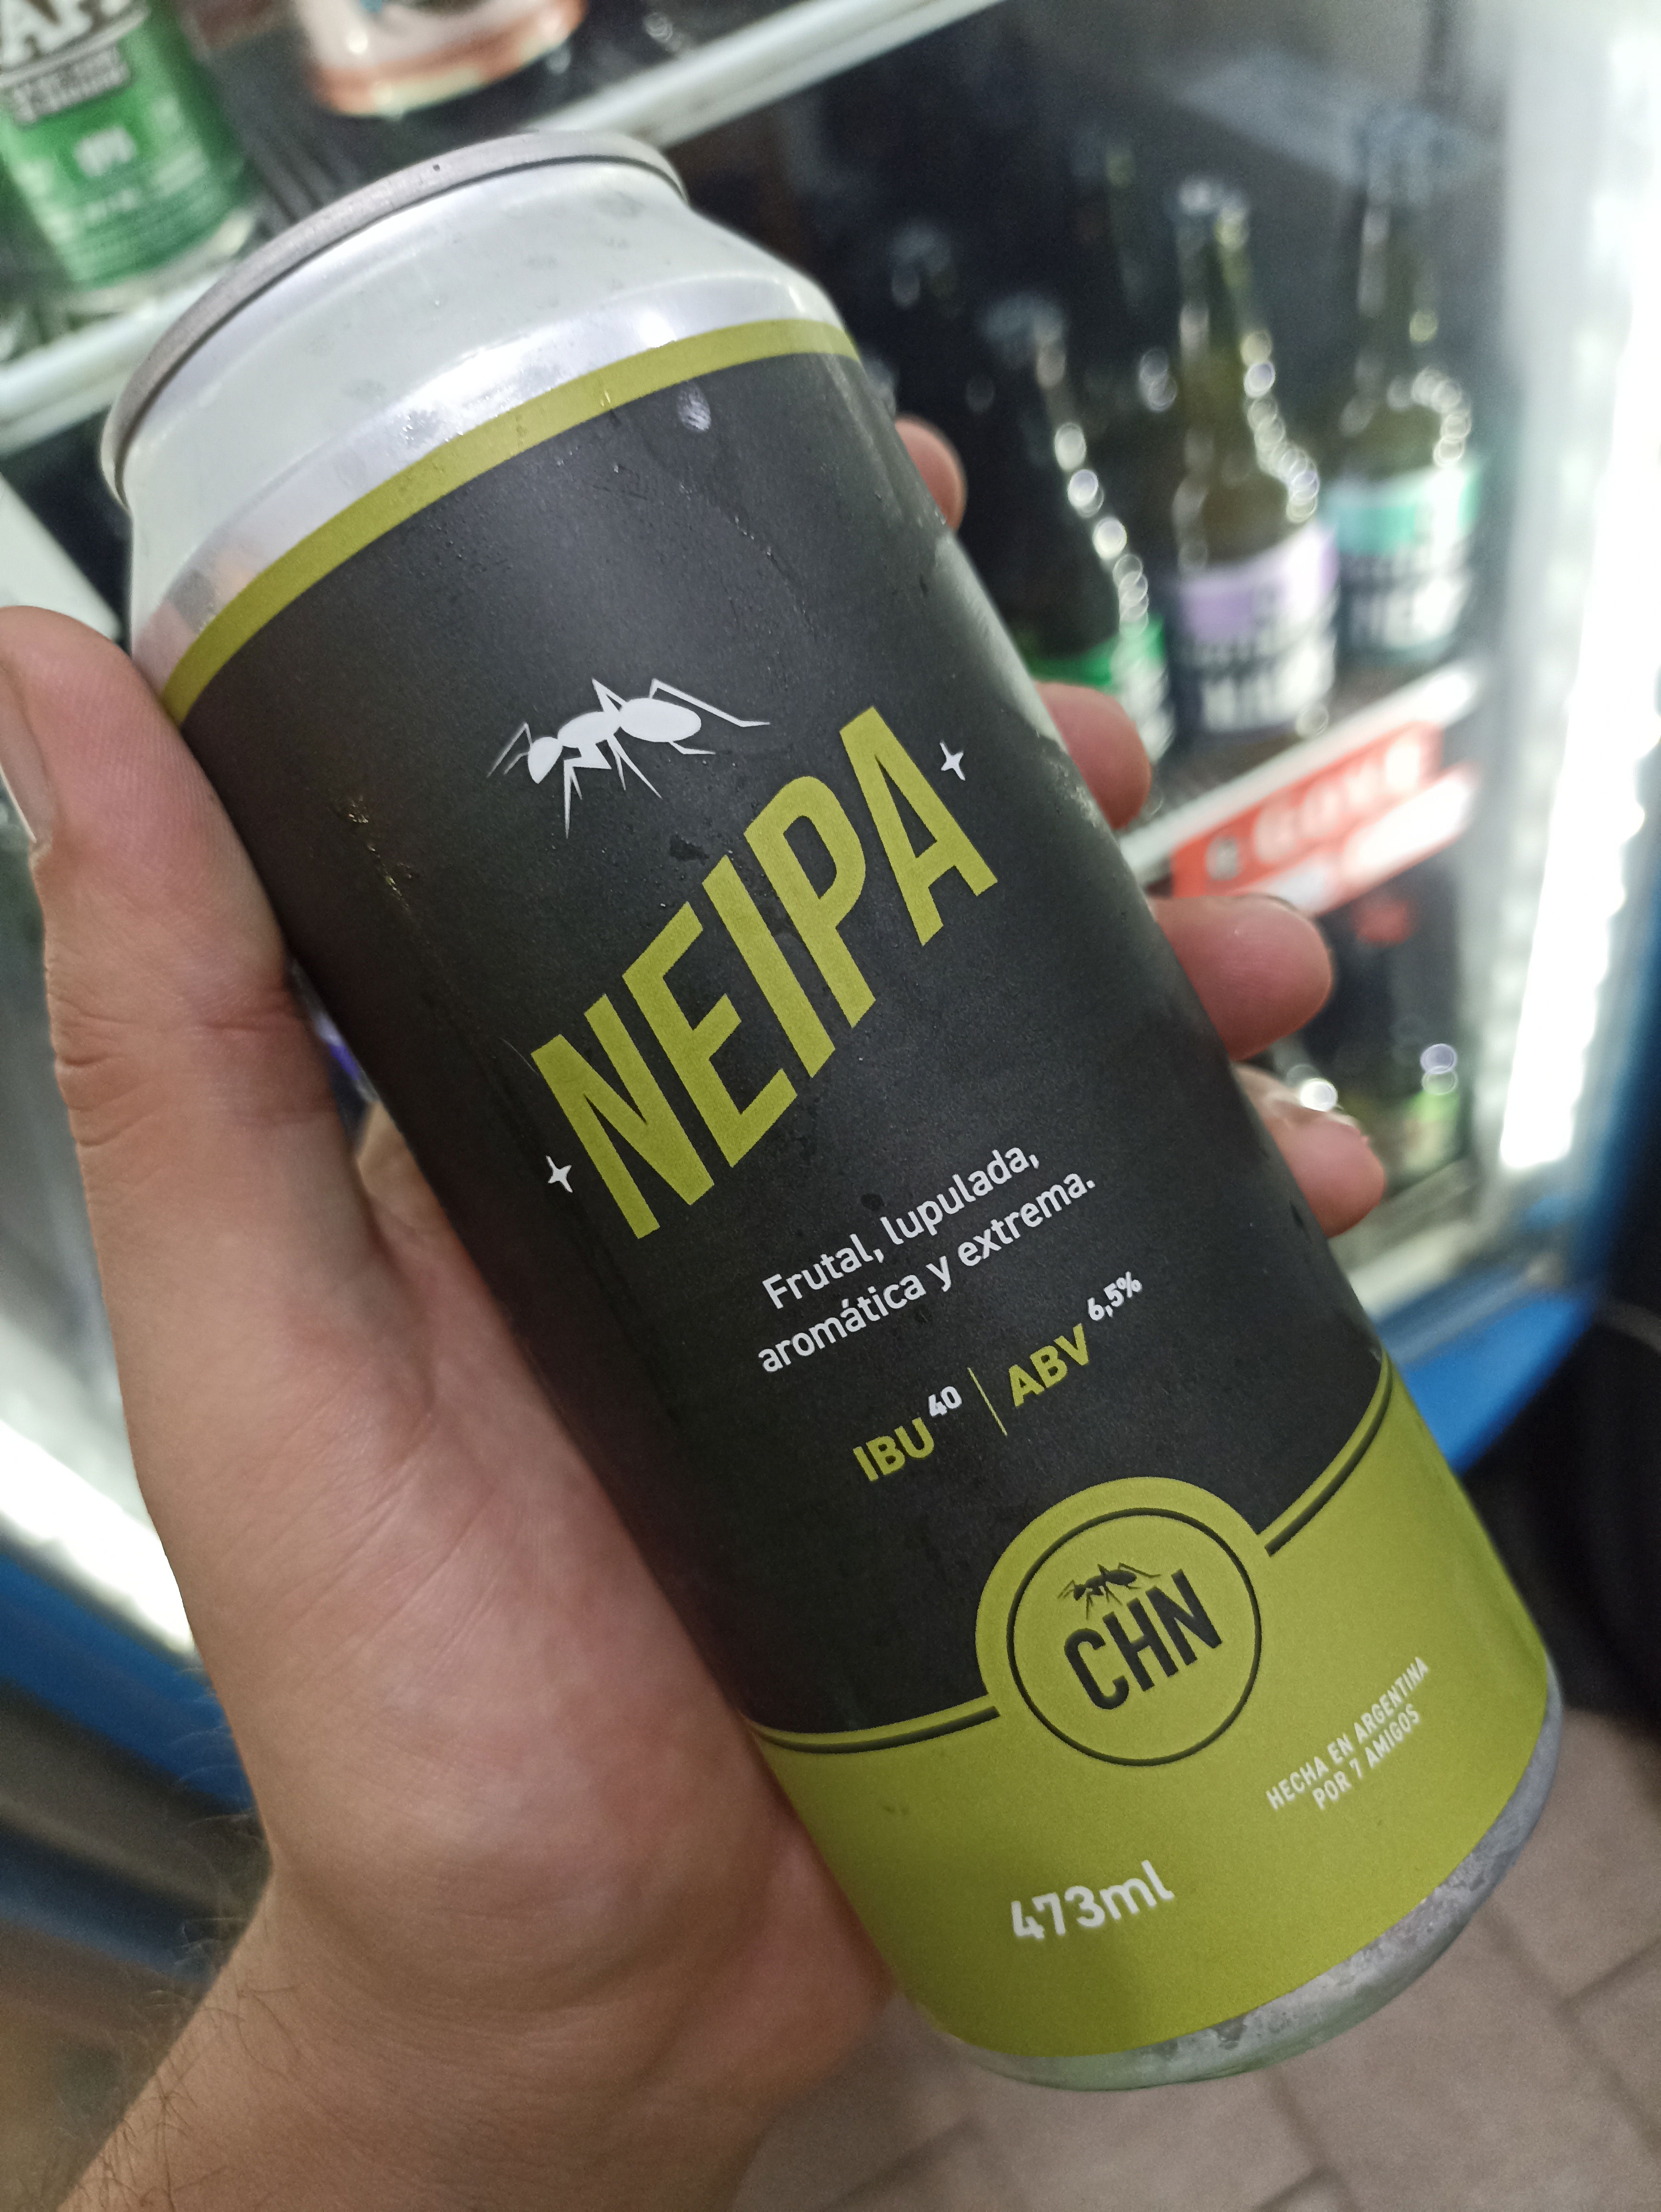 NEIPA
Frutal, lupulada,
aromática y extrema.
IBU 40 | ABV 6,5%
CHN
HECHA EN ARGENTINA
POR 7 AMIGOS
473ml